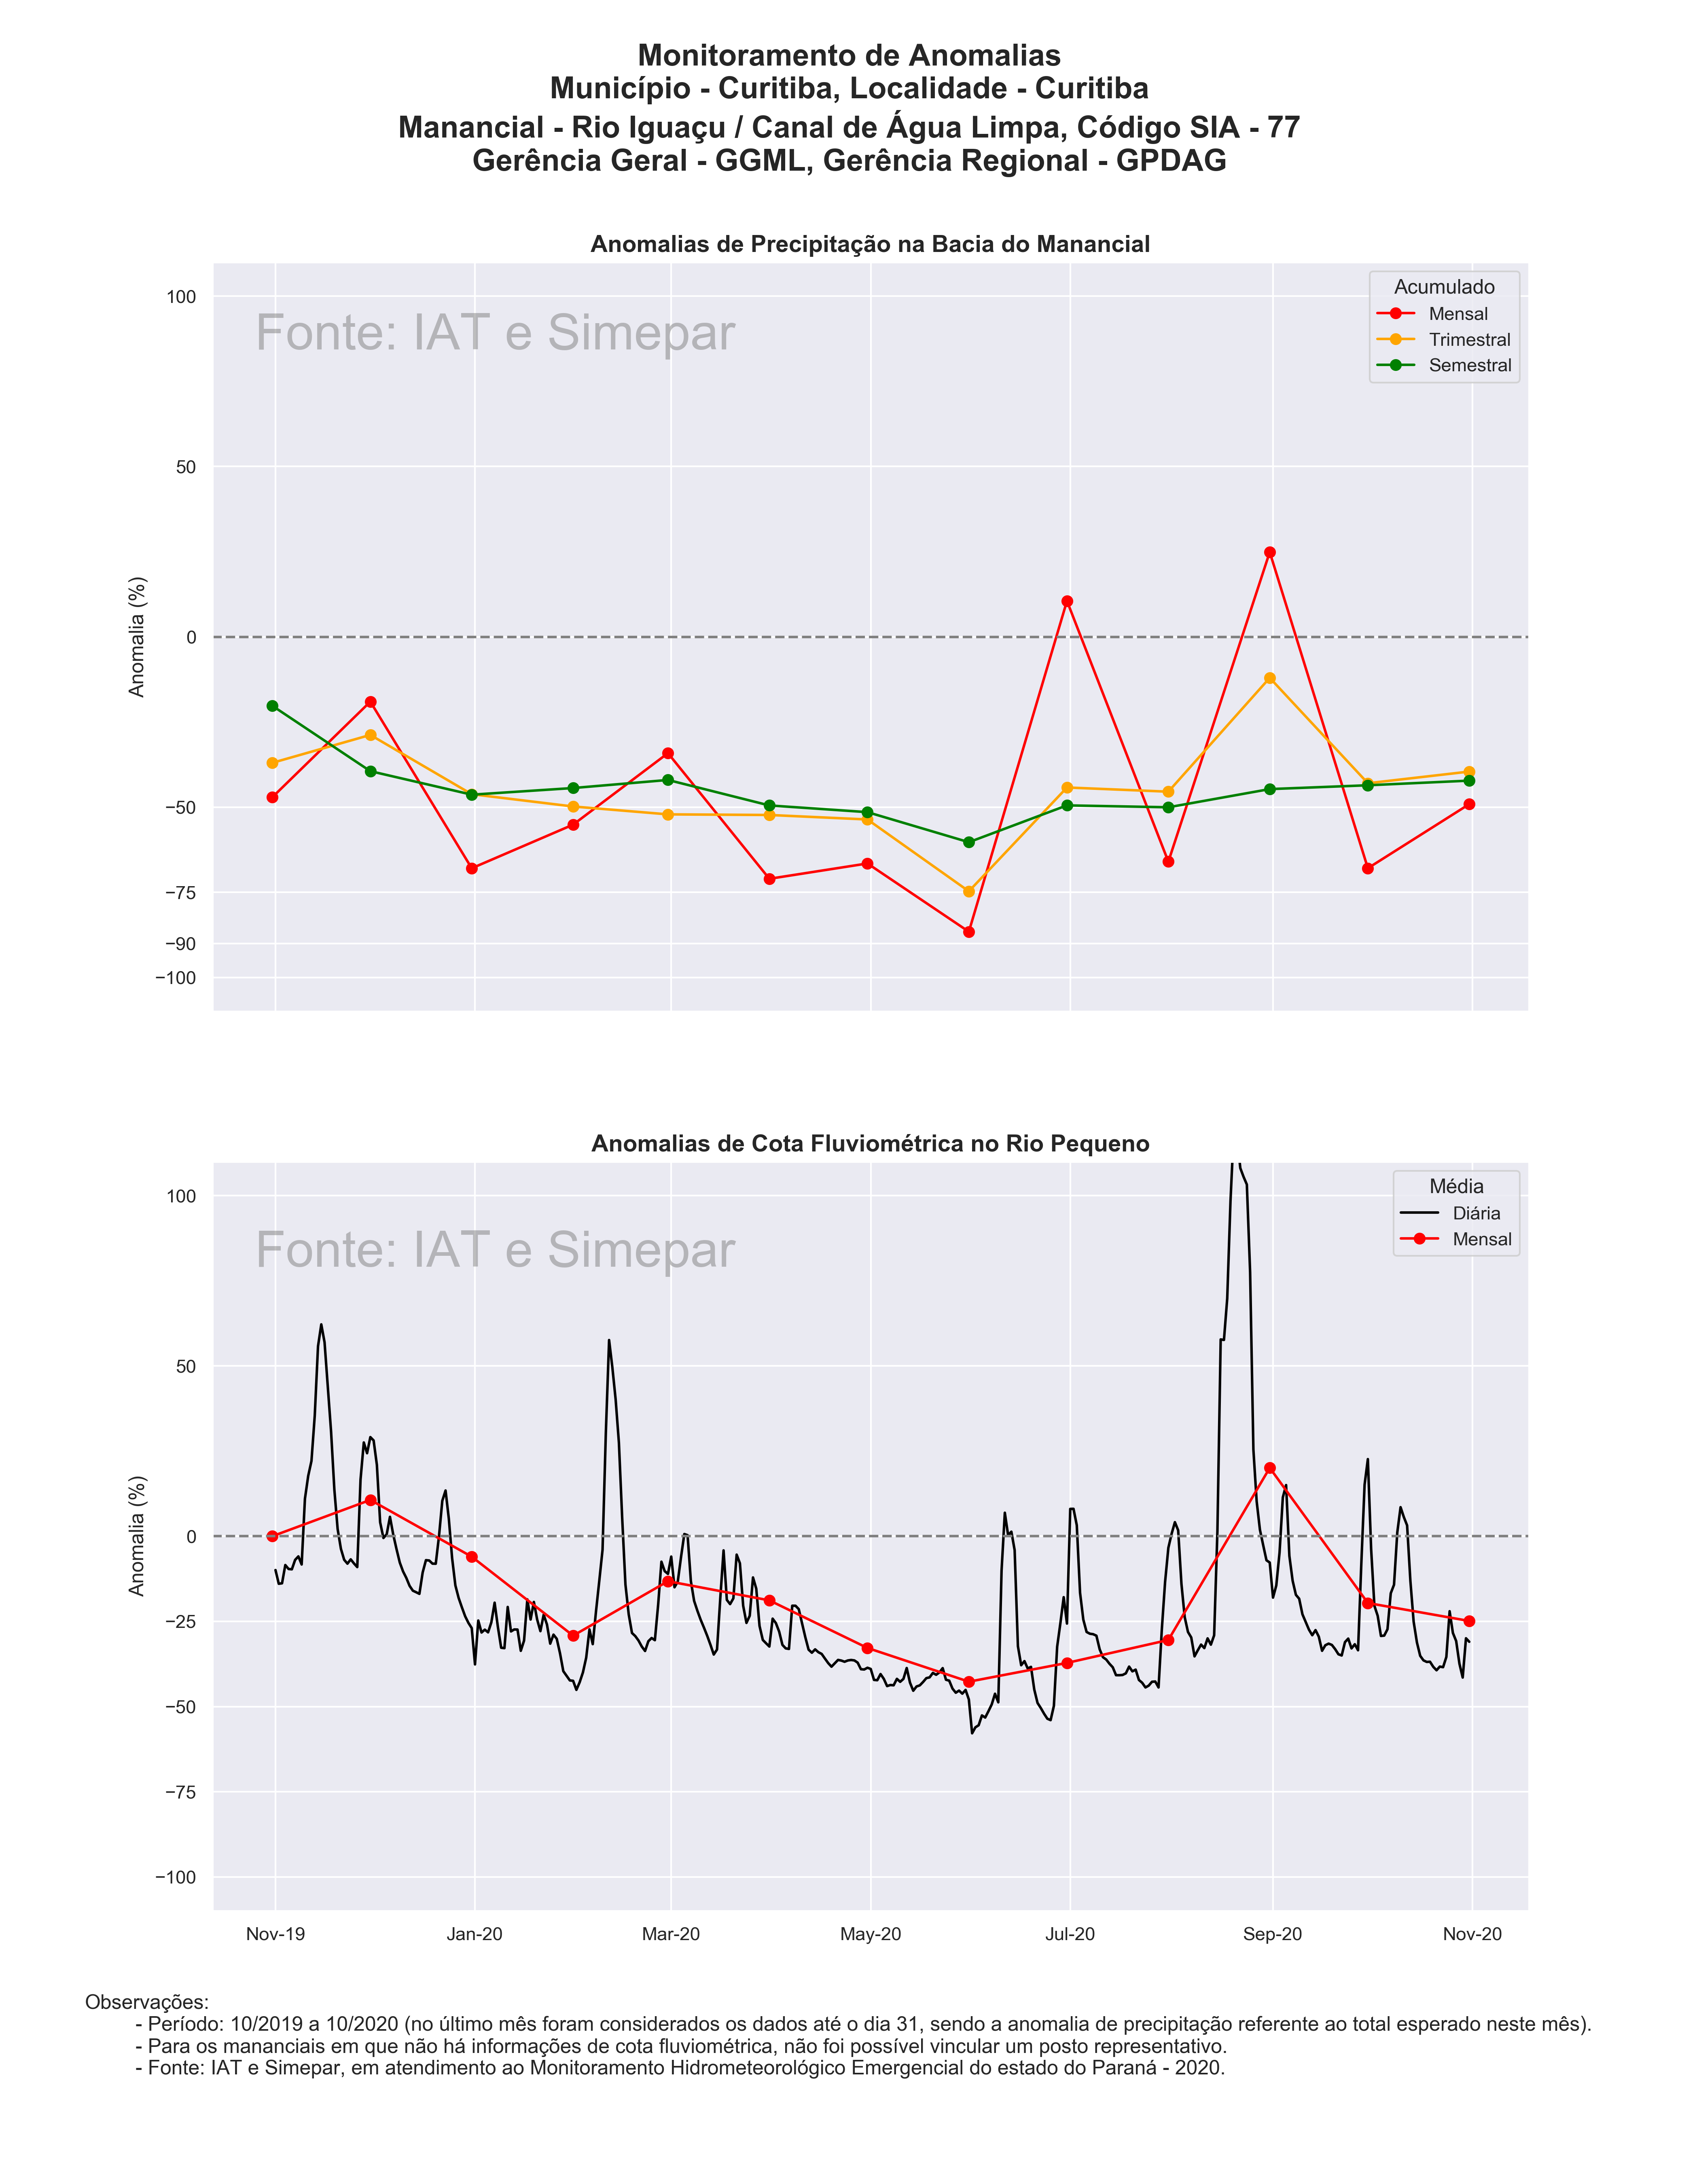 Monitoramento de Anomalias
Município - Curitiba, Localidade - Curitiba
Manancial - Rio Iguaçu / Canal de Água Limpa, Código SIA - 77
Gerência Geral - GGML, Gerência Regional - GPDAG
Anomalias de Precipitação na Bacia do Manancial
Fonte: IAT e Simepar
Acumulado
Mensal
Trimestral
Semestral
Anomalia (%)
100
50
0
−50
−75
−90
−100
Anomalias de Cota Fluviométrica no Rio Pequeno
Fonte: IAT e Simepar
Média
Diária
Mensal
Anomalia (%)
100
50
0
−25
−50
−75
−100
Nov-19 Jan-20 Mar-20 May-20 Jul-20 Sep-20 Nov-20
Observações:
- Período: 10/2019 a 10/2020 (no último mês foram considerados os dados até o dia 31, sendo a anomalia de precipitação referente ao total esperado neste mês).
- Para os mananciais em que não há informações de cota fluviométrica, não foi possível vincular um posto representativo.
- Fonte: IAT e Simepar, em atendimento ao Monitoramento Hidrometeorológico Emergencial do estado do Paraná - 2020.